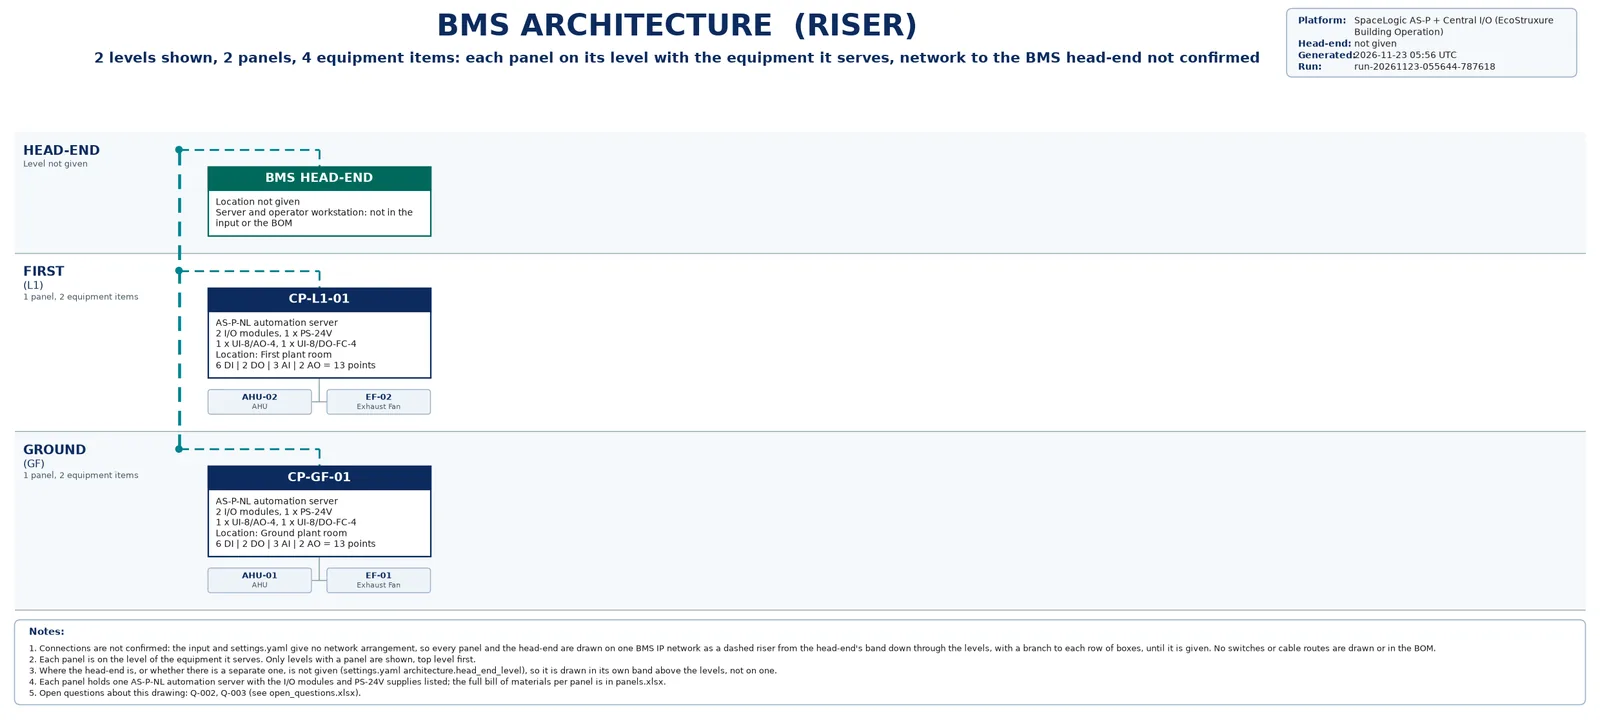 BMS ARCHITECTURE (RISER)
2 levels shown, 2 panels, 4 equipment items: each panel on its level with the equipment it serves, network to the BMS head-end not confirmed
Platform: SpaceLogic AS-P + Central I/O (EcoStruxure
Building Operation)
Head-end: not given
Generated: 2026-11-23 05:56 UTC
Run: run-20261123-055644-787618
HEAD-END
Level not given
BMS HEAD-END
Location not given
Server and operator workstation: not in the
input or the BOM
FIRST
(L1)
1 panel, 2 equipment items
CP-L1-01
AS-P-NL automation server
2 I/O modules, 1 x PS-24V
1 x UI-8/AO-4, 1 x UI-8/DO-FC-4
Location: First plant room
6 DI | 2 DO | 3 AI | 2 AO = 13 points
AHU-02
AHU
EF-02
Exhaust Fan
GROUND
(GF)
1 panel, 2 equipment items
CP-GF-01
AS-P-NL automation server
2 I/O modules, 1 x PS-24V
1 x UI-8/AO-4, 1 x UI-8/DO-FC-4
Location: Ground plant room
6 DI | 2 DO | 3 AI | 2 AO = 13 points
AHU-01
AHU
EF-01
Exhaust Fan
Notes:
1. Connections are not confirmed: the input and settings.yaml give no network arrangement, so every panel and the head-end are drawn on one BMS IP network as a dashed riser from the head-end's band down through the levels, with a branch to each row of boxes, until it is given. No switches or cable routes are drawn or in the BOM.
2. Each panel is on the level of the equipment it serves. Only levels with a panel are shown, top level first.
3. Where the head-end is, or whether there is a separate one, is not given (settings.yaml architecture.head_end_level), so it is drawn in its own band above the levels, not on one.
4. Each panel holds one AS-P-NL automation server with the I/O modules and PS-24V supplies listed; the full bill of materials per panel is in panels.xlsx.
5. Open questions about this drawing: Q-002, Q-003 (see open_questions.xlsx).